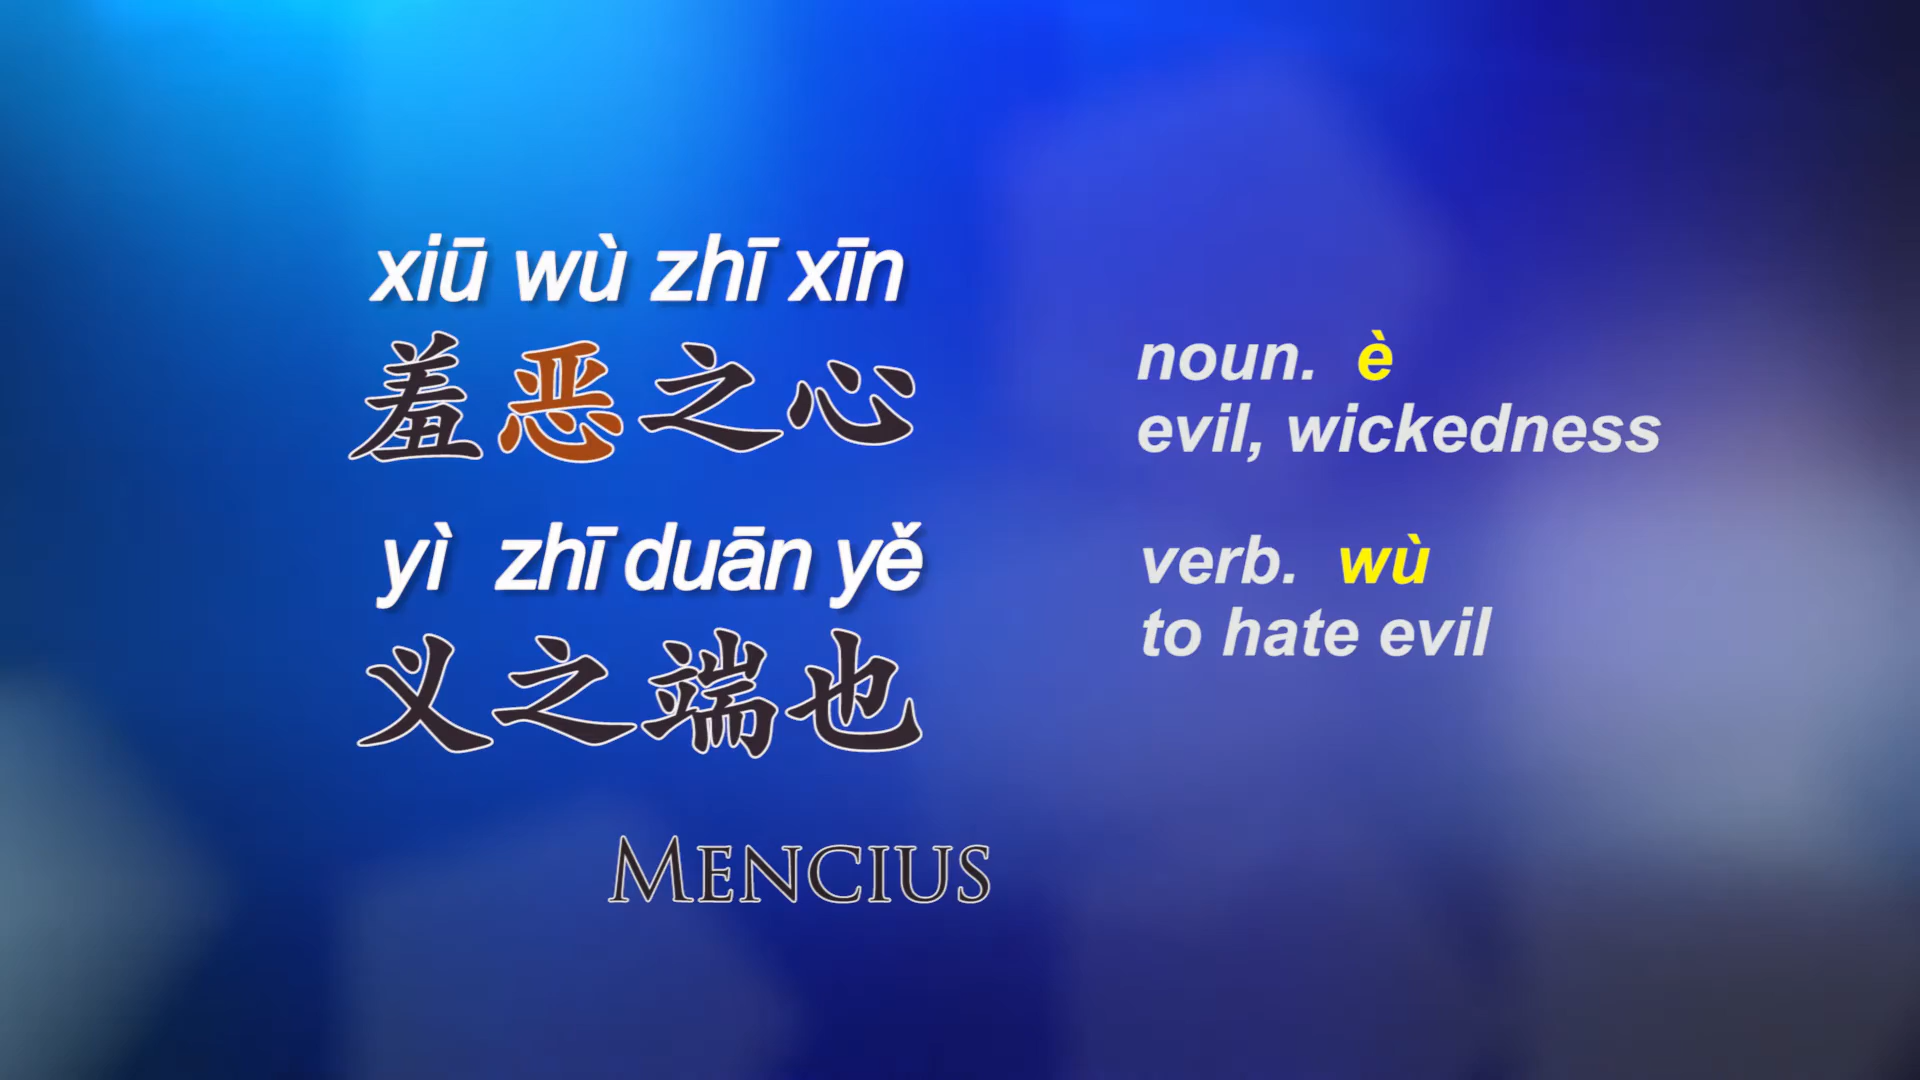 xiū wù zhī xīn
羞恶之心
yì zhī duān yě
义之端也
MENCIUS
noun. è
evil, wickedness
verb. wù
to hate evil